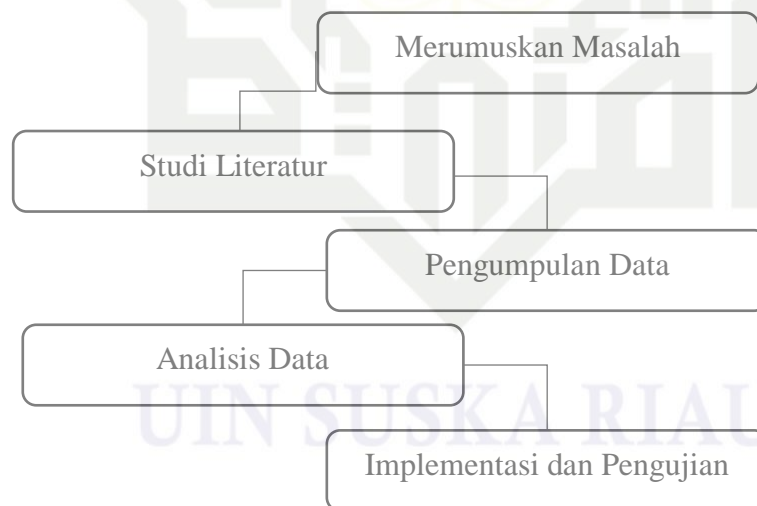 Merumuskan Masalah
Studi Literatur
Pengumpulan Data
Analisis Data
UIN SUSKA RIAU
Implementasi dan Pengujian